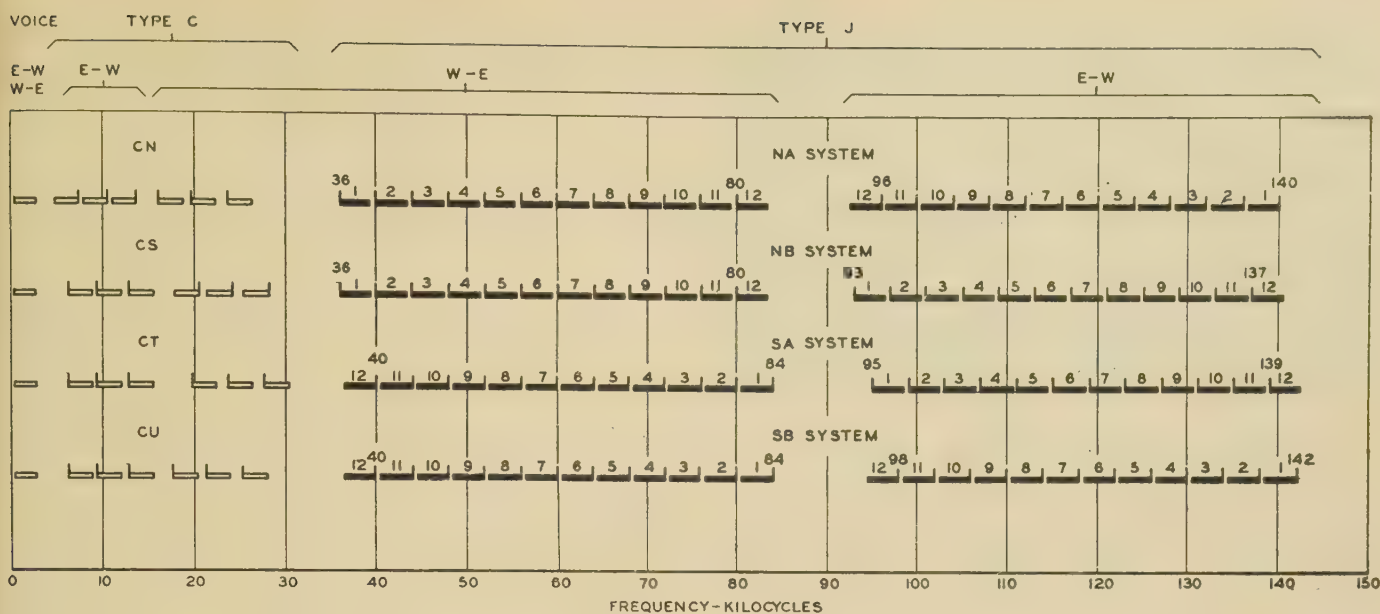 VOICE TYPE C TYPE J
E-W E-W W-E E-W
W-E
CN NA SYSTEM
36 1 2 3 4 5 6 7 8 9 10 11 80 12 12 96 11 10 9 8 7 6 5 4 3 2 1 140
CS NB SYSTEM
36 1 2 3 4 5 6 7 8 9 10 11 80 12 93 1 2 3 4 5 6 7 8 9 10 11 137 12
CT SA SYSTEM
12 40 11 10 9 8 7 6 5 4 3 2 1 84 95 1 2 3 4 5 6 7 8 9 10 11 139 12
CU SB SYSTEM
12 40 11 10 9 8 7 6 5 4 3 2 1 84 12 98 11 10 9 8 7 6 5 4 3 2 1 142
0 10 20 30 40 50 60 70 80 90 100 110 120 130 140 150
FREQUENCY-KILOCYCLES